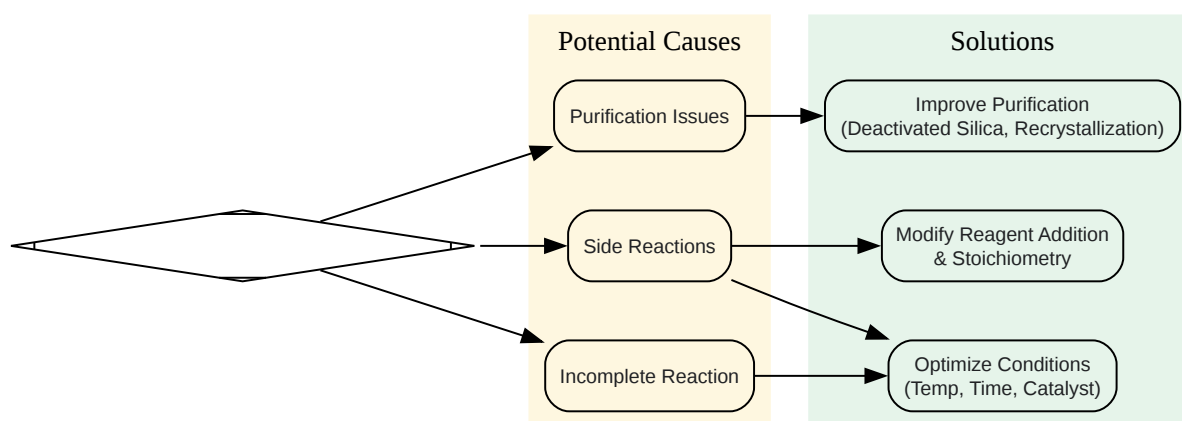 Potential Causes
Solutions
Purification Issues
Improve Purification
(Deactivated Silica, Recrystallization)
Side Reactions
Modify Reagent Addition
& Stoichiometry
Incomplete Reaction
Optimize Conditions
(Temp, Time, Catalyst)